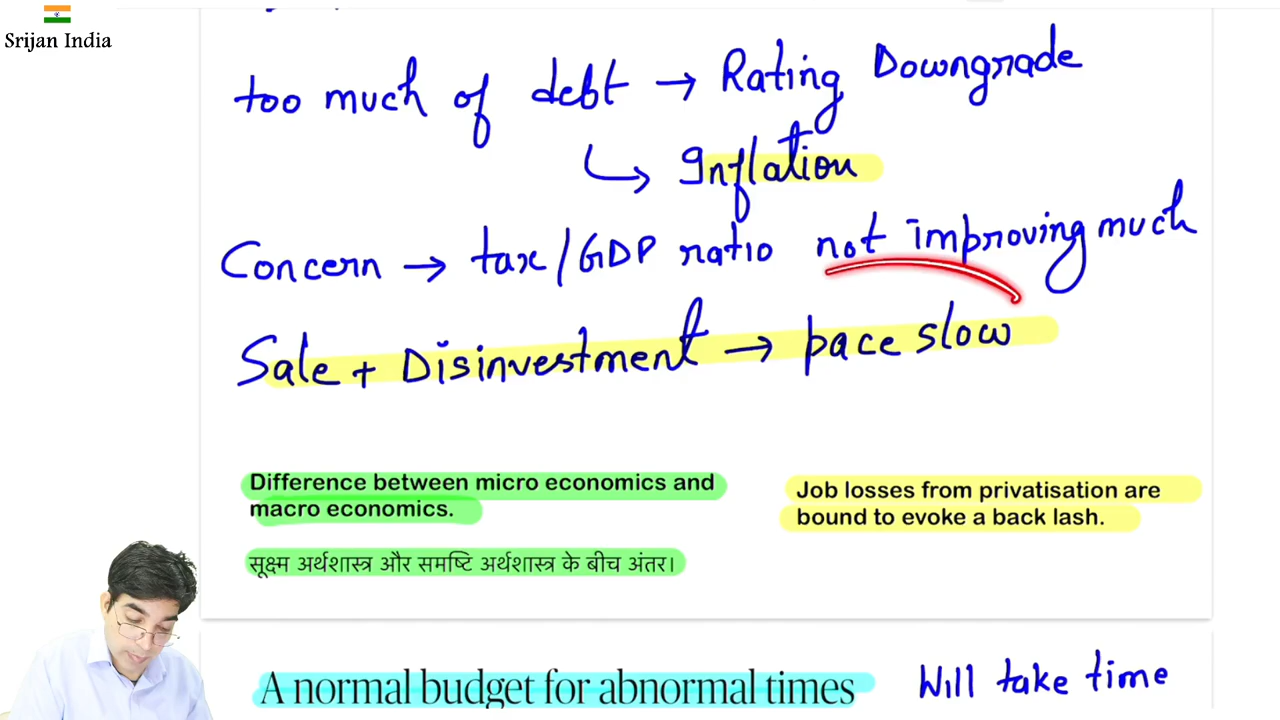 Srijan India
too much of debt → Rating Downgrade
↳ Inflation
Concern → tax/GDP ratio not improving much
Sale + Disinvestment → pace slow
Difference between micro economics and
macro economics.
सूक्ष्म अर्थशास्त्र और समष्टि अर्थशास्त्र के बीच अंतर।
Job losses from privatisation are
bound to evoke a back lash.
A normal budget for abnormal times
Will take time